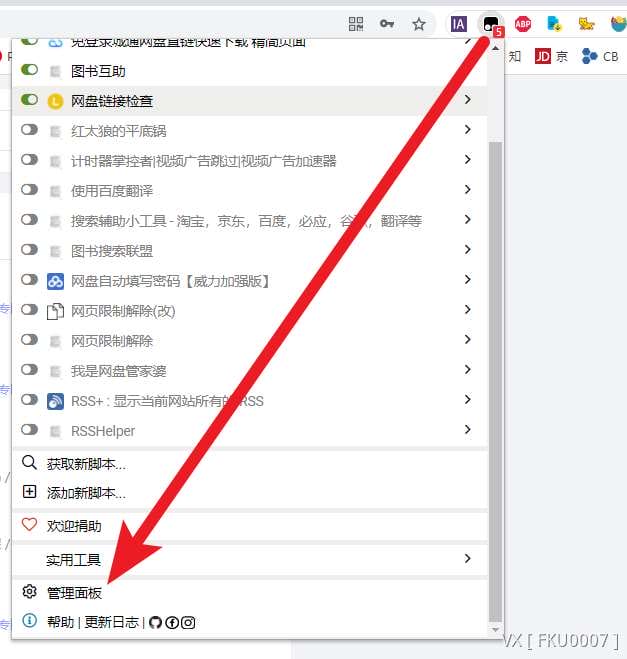 IA ABP
5
免登录城通网盘直链快速下载 精简页面
知 JD 京 CB
图书互助
L 网盘链接检查
红太狼的平底锅
计时器掌控者|视频广告跳过|视频广告加速器
使用百度翻译
搜索辅助小工具 - 淘宝，京东，百度，必应，谷歌，翻译等
图书搜索联盟
网盘自动填写密码【威力加强版】
网页限制解除(改)
网页限制解除
我是网盘管家婆
RSS+ : 显示当前网站所有的 RSS
RSSHelper
获取新脚本...
添加新脚本...
欢迎捐助
实用工具
管理面板
帮助 | 更新日志 |
VX [ FKU0007 ]